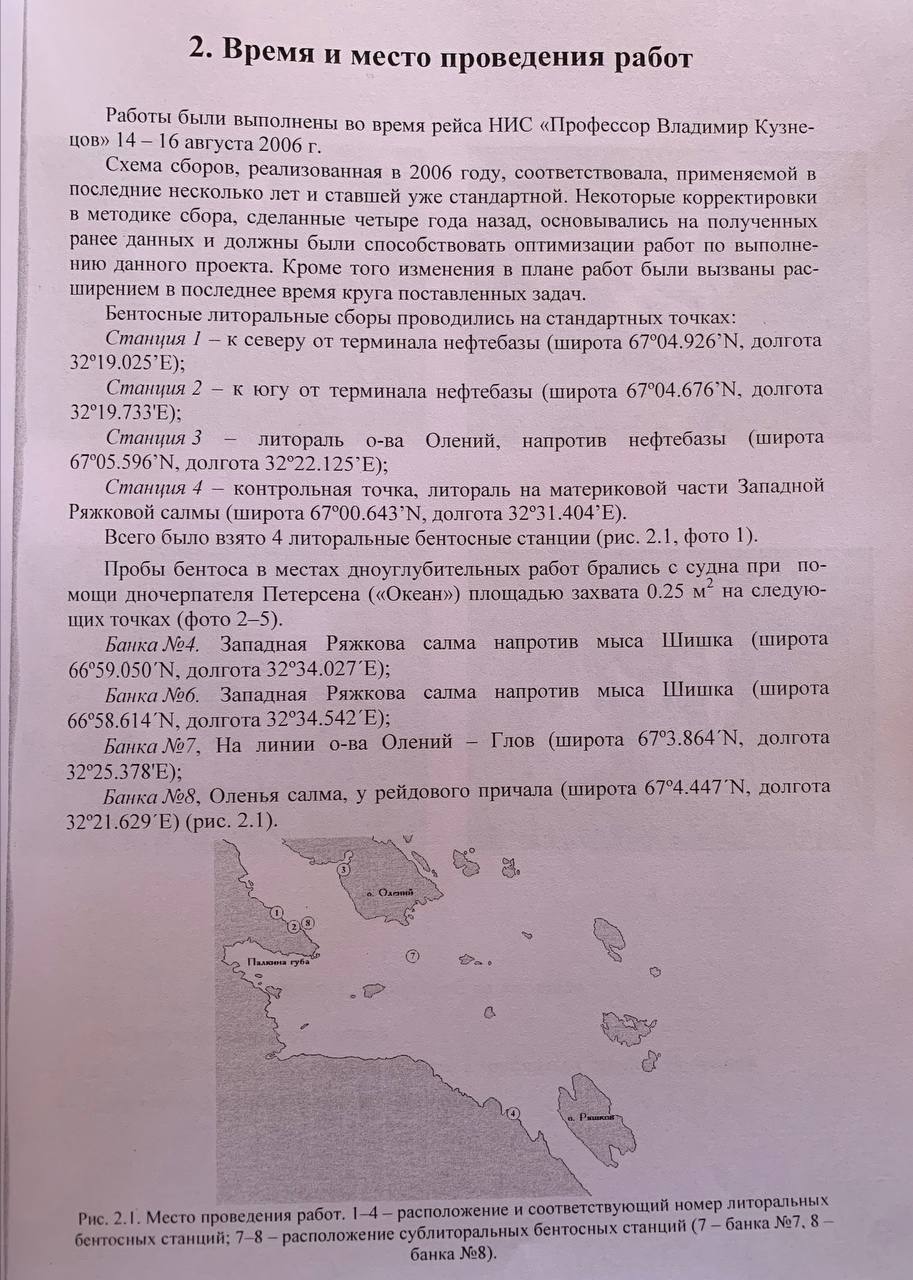 2. Время и место проведения работ
Работы были выполнены во время рейса НИС «Профессор Владимир Кузне-
цов» 14 – 16 августа 2006 г.
Схема сборов, реализованная в 2006 году, соответствовала, применяемой в
последние несколько лет и ставшей уже стандартной. Некоторые корректировки
в методике сбора, сделанные четыре года назад, основывались на полученных
ранее данных и должны были способствовать оптимизации работ по выполне-
нию данного проекта. Кроме того изменения в плане работ были вызваны рас-
ширением в последнее время круга поставленных задач.
Бентосные литоральные сборы проводились на стандартных точках:
Станция 1 – к северу от терминала нефтебазы (широта 67º04.926’N, долгота
32º19.025’E);
Станция 2 – к югу от терминала нефтебазы (широта 67º04.676’N, долгота
32º19.733'E);
Станция 3 – литораль о-ва Олений, напротив нефтебазы (широта
67º05.596’N, долгота 32º22.125’E);
Станция 4 – контрольная точка, литораль на материковой части Западной
Ряжковой салмы (широта 67º00.643’N, долгота 32º31.404’E).
Всего было взято 4 литоральные бентосные станции (рис. 2.1, фото 1).
Пробы бентоса в местах дноуглубительных работ брались с судна при по-
мощи дночерпателя Петерсена («Океан») площадью захвата 0.25 м² на следую-
щих точках (фото 2–5).
Банка №4. Западная Ряжкова салма напротив мыса Шишка (широта
66º59.050´N, долгота 32º34.027´E);
Банка №6. Западная Ряжкова салма напротив мыса Шишка (широта
66º58.614´N, долгота 32º34.542´E);
Банка №7, На линии о-ва Олений – Глов (широта 67º3.864´N, долгота
32º25.378'E);
Банка №8, Оленья салма, у рейдового причала (широта 67º4.447´N, долгота
32º21.629´E) (рис. 2.1).
3
о. Олений
1
2 8
7
Палкина губа
4
о. Ряшков
Рис. 2.1. Место проведения работ. 1–4 – расположение и соответствующий номер литоральных
бентосных станций; 7–8 – расположение сублиторальных бентосных станций (7 – банка №7, 8 –
банка №8).